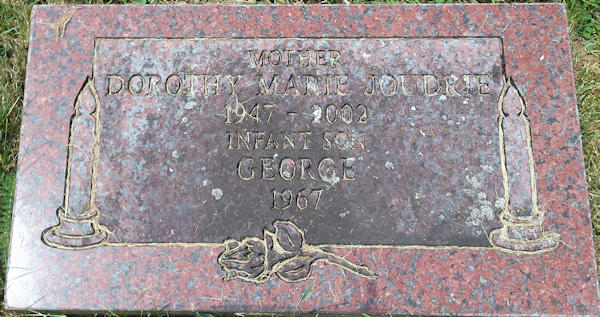 MOTHER
DOROTHY MARIE JOUDRIE
1947 - 2002
INFANT SON
GEORGE
1967